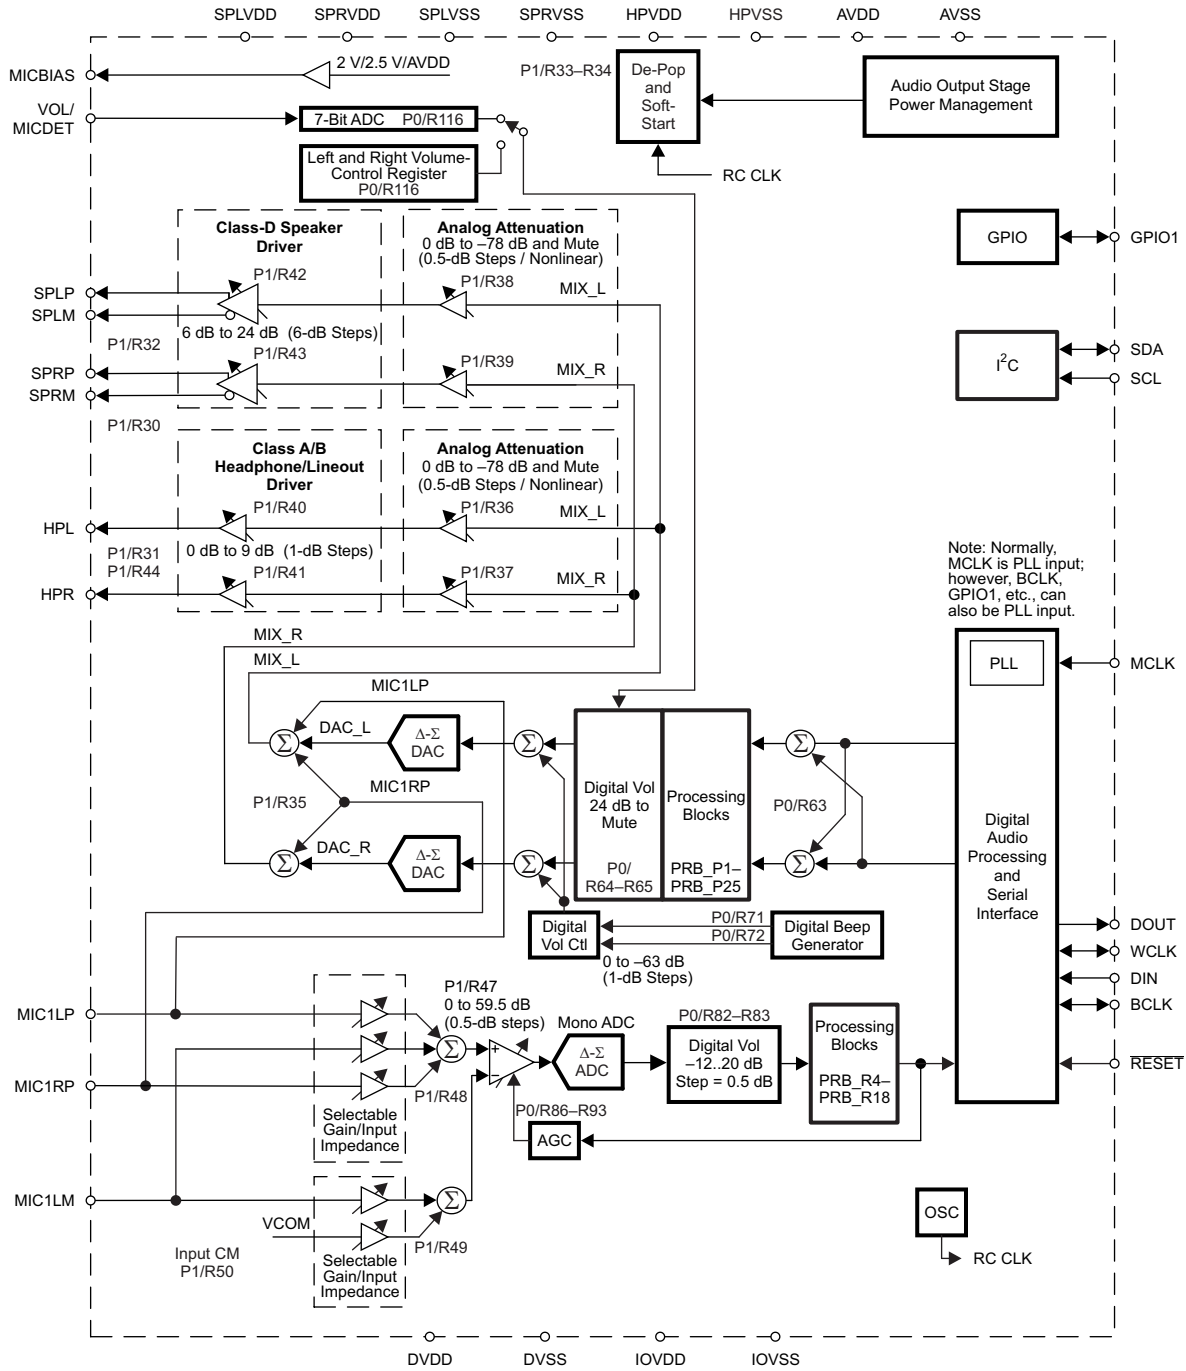 SPLVDD SPRVDD SPLVSS SPRVSS HPVDD HPVSS AVDD AVSS
MICBIAS
2 V/2.5 V/AVDD
P1/R33–R34
De-Pop
and
Soft-
Start
Audio Output Stage
Power Management
VOL/
MICDET
7-Bit ADC P0/R116
Left and Right Volume-
Control Register
P0/R116
RC CLK
GPIO
GPIO1
Class-D Speaker
Driver
Analog Attenuation
0 dB to –78 dB and Mute
(0.5-dB Steps / Nonlinear)
P1/R42
P1/R38
MIX_L
SPLP
SPLM
6 dB to 24 dB (6-dB Steps)
P1/R32
P1/R43
P1/R39
MIX_R
SPRP
SPRM
I2C
SDA
SCL
P1/R30
Class A/B
Headphone/Lineout
Driver
Analog Attenuation
0 dB to –78 dB and Mute
(0.5-dB Steps / Nonlinear)
P1/R40
P1/R36
MIX_L
HPL
0 dB to 9 dB (1-dB Steps)
P1/R31
P1/R44
P1/R41
P1/R37
MIX_R
HPR
Note: Normally,
MCLK is PLL input;
however, BCLK,
GPIO1, etc., can
also be PLL input.
MIX_R
MIX_L
MIC1LP
PLL
MCLK
Σ
DAC_L
Δ-Σ
DAC
Σ
Σ
MIC1RP
P1/R35
Digital Vol
24 dB to
Mute
P0/
R64–R65
Processing
Blocks
PRB_P1–
PRB_P25
P0/R63
Digital
Audio
Processing
and
Serial
Interface
Σ
DAC_R
Δ-Σ
DAC
Σ
Σ
Digital
Vol Ctl
P0/R71
P0/R72
Digital Beep
Generator
0 to –63 dB
(1-dB Steps)
DOUT
WCLK
DIN
BCLK
RESET
MIC1LP
P1/R47
0 to 59.5 dB
(0.5-dB steps)
Mono ADC
P0/R82–R83
Σ
+
–
Δ-Σ
ADC
Digital Vol
–12..20 dB
Step = 0.5 dB
Processing
Blocks
PRB_R4–
PRB_R18
MIC1RP
P1/R48
Selectable
Gain/Input
Impedance
P0/R86–R93
AGC
MIC1LM
Σ
VCOM
P1/R49
Input CM
P1/R50
Selectable
Gain/Input
Impedance
OSC
RC CLK
DVDD DVSS IOVDD IOVSS